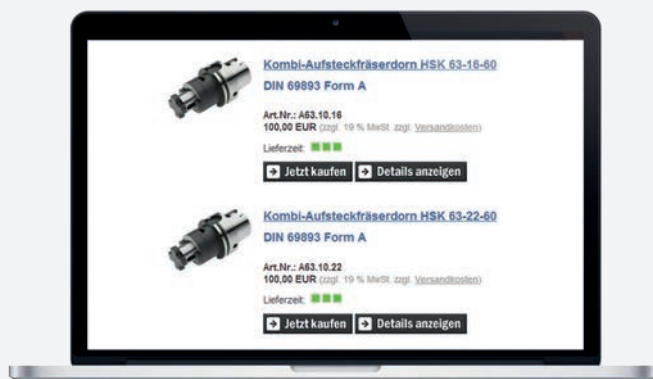 Kombi-Aufsteckfräserdorn HSK 63-16-60
DIN 69893 Form A
Art.Nr.: A63.10.16
100,00 EUR (zzgl. 19 % MwSt. zzgl. Versandkosten)
Lieferzeit:
Jetzt kaufen Details anzeigen
Kombi-Aufsteckfräserdorn HSK 63-22-60
DIN 69893 Form A
Art.Nr.: A63.10.22
100,00 EUR (zzgl. 19 % MwSt. zzgl. Versandkosten)
Lieferzeit:
Jetzt kaufen Details anzeigen